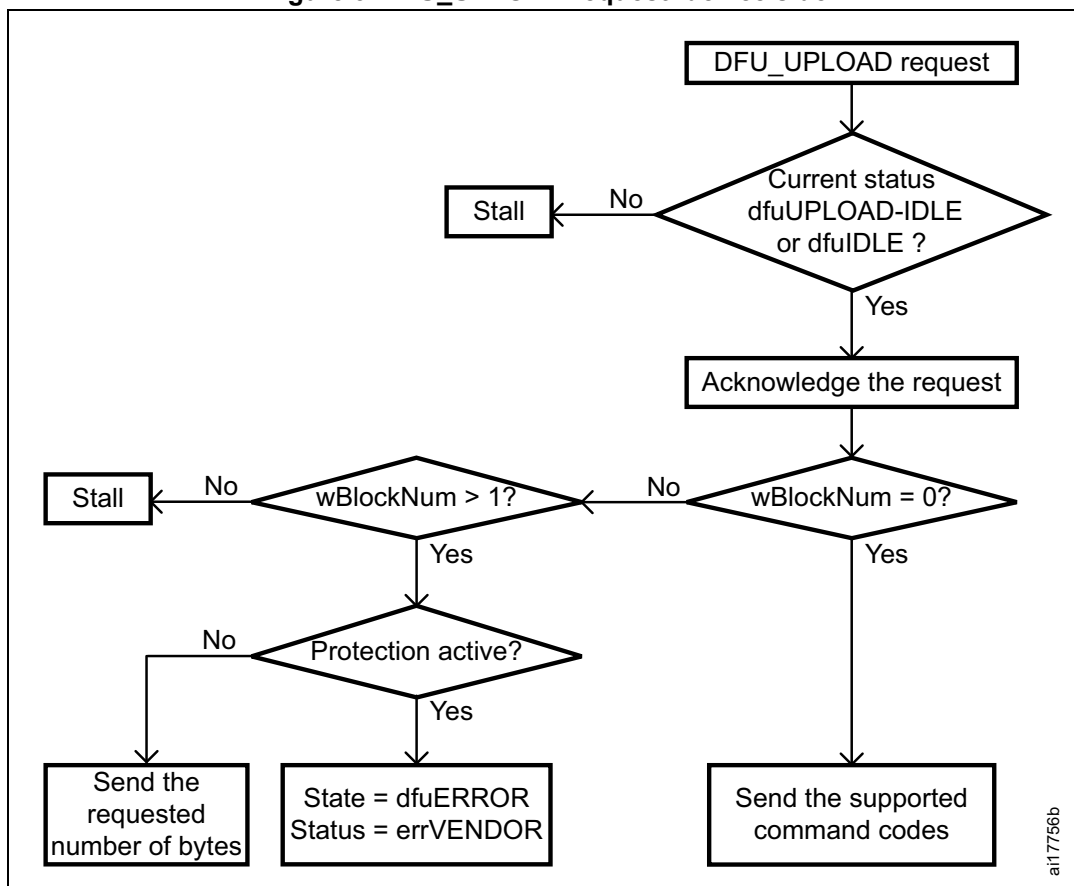 DFU_UPLOAD request
Current status
dfuUPLOAD-IDLE
or dfuIDLE ?
No
Stall
Yes
Acknowledge the request
wBlockNum = 0?
No
wBlockNum > 1?
No
Stall
Yes
Yes
Protection active?
No
Yes
Send the
requested
number of bytes
State = dfuERROR
Status = errVENDOR
Send the supported
command codes
ai17756b